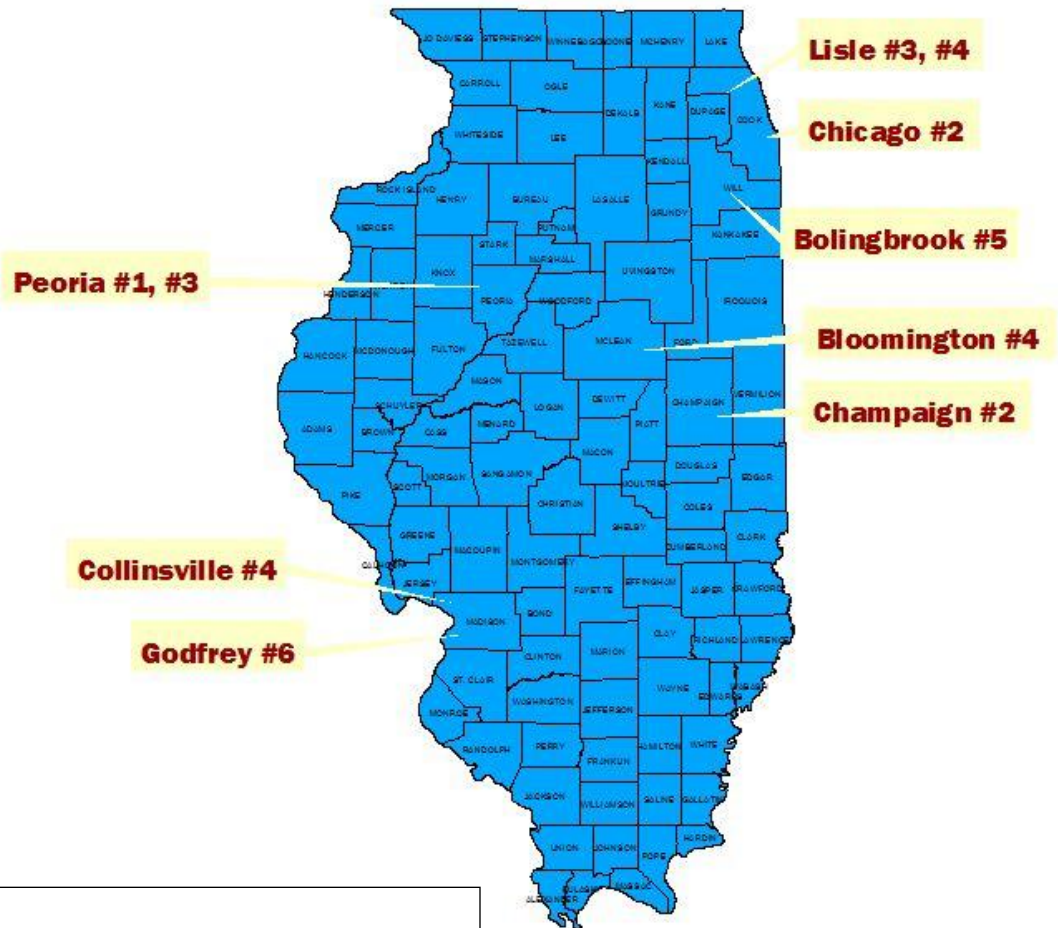 JO DAVIESS
STEPHENSON
WINNEBAGO
BOONE
MCHENRY
LAKE
Lisle #3, #4
CARROLL
OGLE
DEKALB
KANE
DUPAGE
COOK
Chicago #2
WHITESIDE
LEE
KENDALL
WILL
ROCK ISLAND
HENRY
BUREAU
LASALLE
GRUNDY
MERCER
PUTNAM
KANKAKEE
Bolingbrook #5
STARK
MARSHALL
Peoria #1, #3
KNOX
LIVINGSTON
HENDERSON
PEORIA
WOODFORD
IROQUOIS
HANCOCK
MCDONOUGH
FULTON
TAZEWELL
MCLEAN
FORD
Bloomington #4
MASON
SCHUYLER
LOGAN
DEWITT
CHAMPAIGN
VERMILION
Champaign #2
ADAMS
BROWN
CASS
MENARD
PIATT
MACON
PIKE
SCOTT
MORGAN
SANGAMON
DOUGLAS
EDGAR
MOULTRIE
CHRISTIAN
COLES
GREENE
MACOUPIN
SHELBY
CLARK
CUMBERLAND
CALHOUN
JERSEY
MONTGOMERY
Collinsville #4
FAYETTE
EFFINGHAM
JASPER
CRAWFORD
MADISON
BOND
CLAY
RICHLAND
LAWRENCE
Godfrey #6
CLINTON
MARION
ST. CLAIR
WASHINGTON
WAYNE
EDWARDS
WABASH
MONROE
JEFFERSON
RANDOLPH
PERRY
HAMILTON
WHITE
FRANKLIN
JACKSON
WILLIAMSON
SALINE
GALLATIN
HARDIN
UNION
JOHNSON
POPE
PULASKI
MASSAC
ALEXANDER